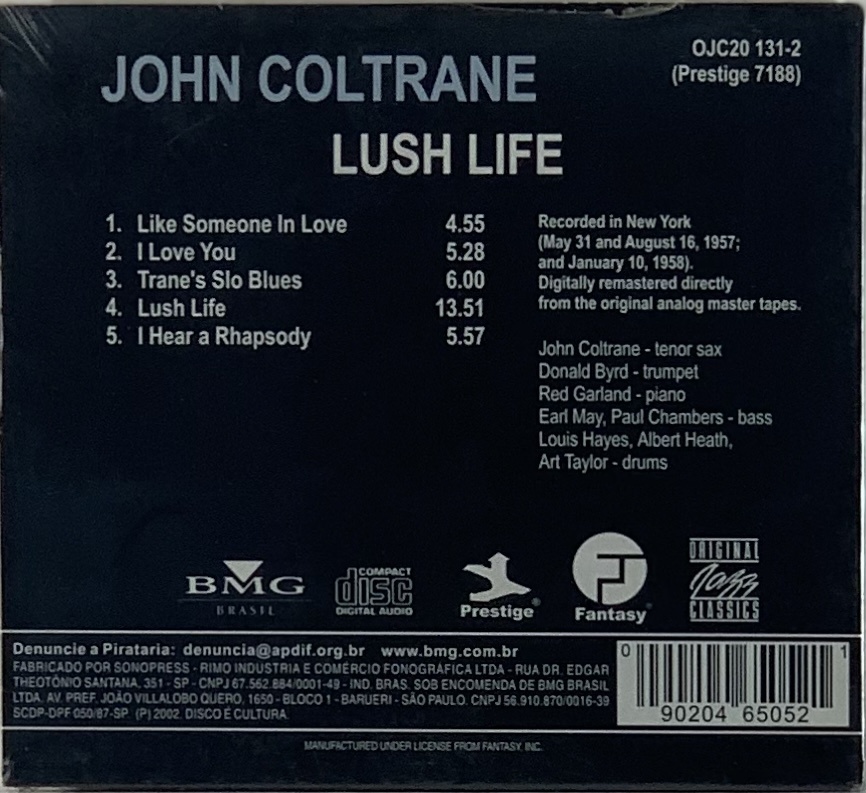 JOHN COLTRANE
OJC20 131-2
(Prestige 7188)
LUSH LIFE
1. Like Someone In Love 4.55
2. I Love You 5.28
3. Trane's Slo Blues 6.00
4. Lush Life 13.51
5. I Hear a Rhapsody 5.57
Recorded in New York
(May 31 and August 16, 1957;
and January 10, 1958).
Digitally remastered directly
from the original analog master tapes.
John Coltrane - tenor sax
Donald Byrd - trumpet
Red Garland - piano
Earl May, Paul Chambers - bass
Louis Hayes, Albert Heath,
Art Taylor - drums
BMG
BRASIL
COMPACT
disc
DIGITAL AUDIO
Prestige®
Fantasy
ORIGINAL
Jazz
CLASSICS
Denuncie a Pirataria: denuncia@apdif.org.br www.bmg.com.br
FABRICADO POR SONOPRESS - RIMO INDUSTRIA E COMÉRCIO FONOGRÁFICA LTDA - RUA DR. EDGAR
THEOTÔNIO SANTANA, 351 - SP - CNPJ 67.562.884/0001-49 - IND. BRAS. SOB ENCOMENDA DE BMG BRASIL
LTDA. AV. PREF. JOÃO VILLALOBO QUERO, 1650 - BLOCO 1 - BARUERI - SÃO PAULO. CNPJ 56.910.870/0016-39
SCDP-DPF 050/87-SP. (P) 2002. DISCO É CULTURA.
0 90204 65052 1
MANUFACTURED UNDER LICENSE FROM FANTASY, INC.